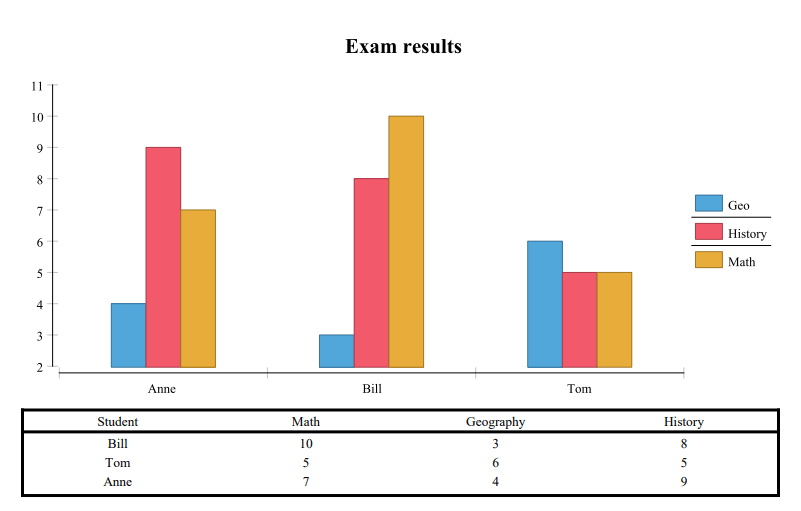 Exam results
11
10
9
8
7
6
5
4
3
2
Geo
History
Math
Anne Bill Tom
Student Math Geography History
Bill 10 3 8
Tom 5 6 5
Anne 7 4 9